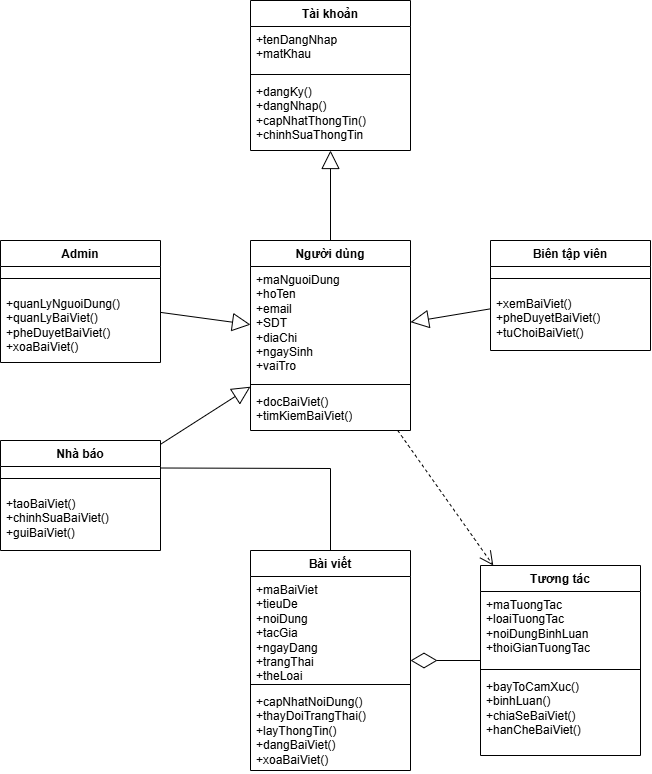 Tài khoản
+tenDangNhap
+matKhau
+dangKy()
+dangNhap()
+capNhatThongTin()
+chinhSuaThongTin
Admin
+quanLyNguoiDung()
+quanLyBaiViet()
+pheDuyetBaiViet()
+xoaBaiViet()
Người dùng
+maNguoiDung
+hoTen
+email
+SDT
+diaChi
+ngaySinh
+vaiTro
+docBaiViet()
+timKiemBaiViet()
Biên tập viên
+xemBaiViet()
+pheDuyetBaiViet()
+tuChoiBaiViet()
Nhà báo
+taoBaiViet()
+chinhSuaBaiViet()
+guiBaiViet()
Bài viết
+maBaiViet
+tieuDe
+noiDung
+tacGia
+ngayDang
+trangThai
+theLoai
+capNhatNoiDung()
+thayDoiTrangThai()
+layThongTin()
+dangBaiViet()
+xoaBaiViet()
Tương tác
+maTuongTac
+loaiTuongTac
+noiDungBinhLuan
+thoiGianTuongTac
+bayToCamXuc()
+binhLuan()
+chiaSeBaiViet()
+hanCheBaiViet()